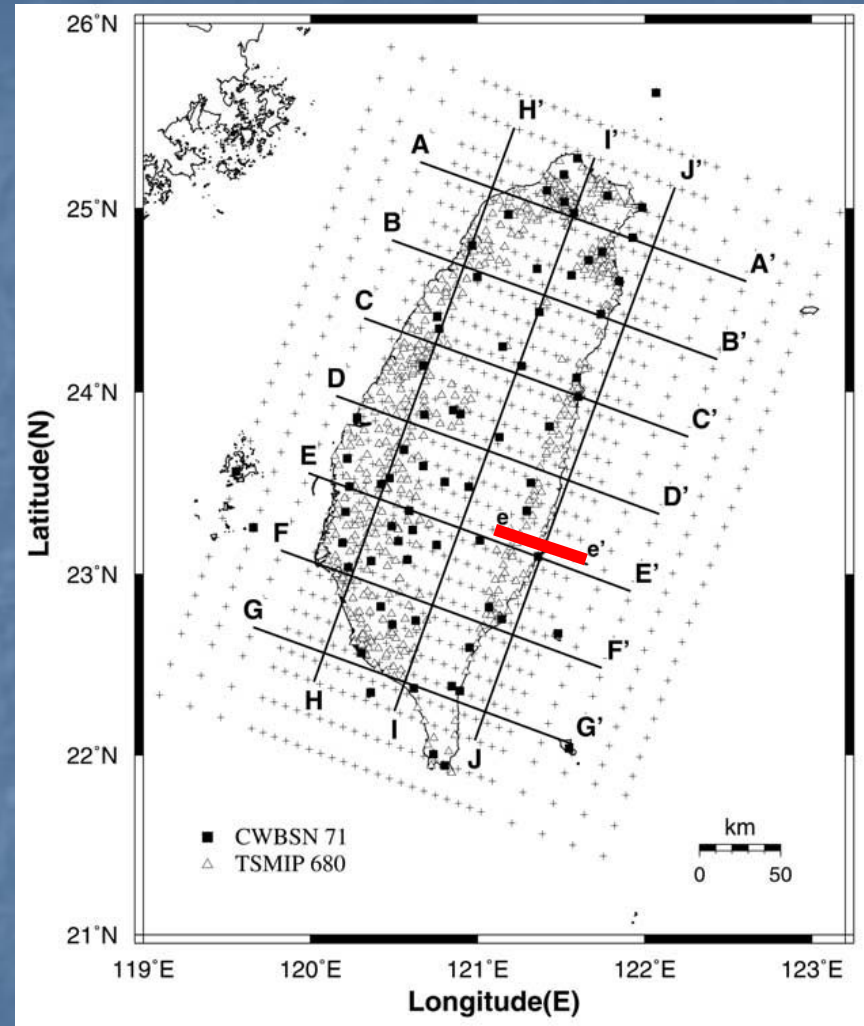 26°N
25°N
24°N
23°N
22°N
21°N
Latitude(N)
H'
A
I'
J'
B
A'
C
B'
D
C'
E
D'
e
e'
F
E'
G
F'
H
I
J
G'
CWBSN 71
TSMIP 680
km
0 50
119°E 120°E 121°E 122°E 123°E
Longitude(E)